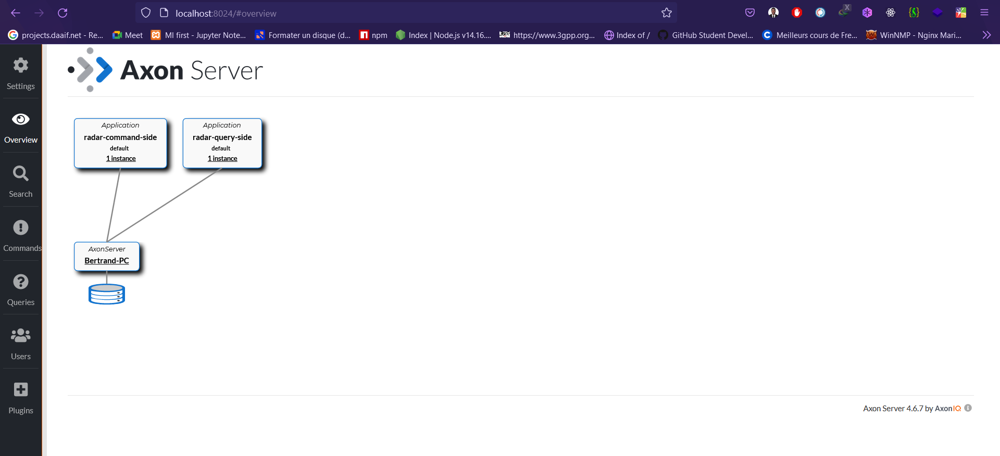 localhost:8024/#overview
projects.daaif.net - Re...
Meet
MI first - Jupyter Note...
Formater un disque (d...
npm
Index | Node.js v14.16....
https://www.3gpp.org...
Index of /
GitHub Student Devel...
Meilleurs cours de Fre...
WinNMP - Nginx Mari...
Settings
Overview
Search
Commands
Queries
Users
Plugins
Axon Server
Application
radar-command-side
default
1 instance
Application
radar-query-side
default
1 instance
AxonServer
Bertrand-PC
Axon Server 4.6.7 by AxonIQ